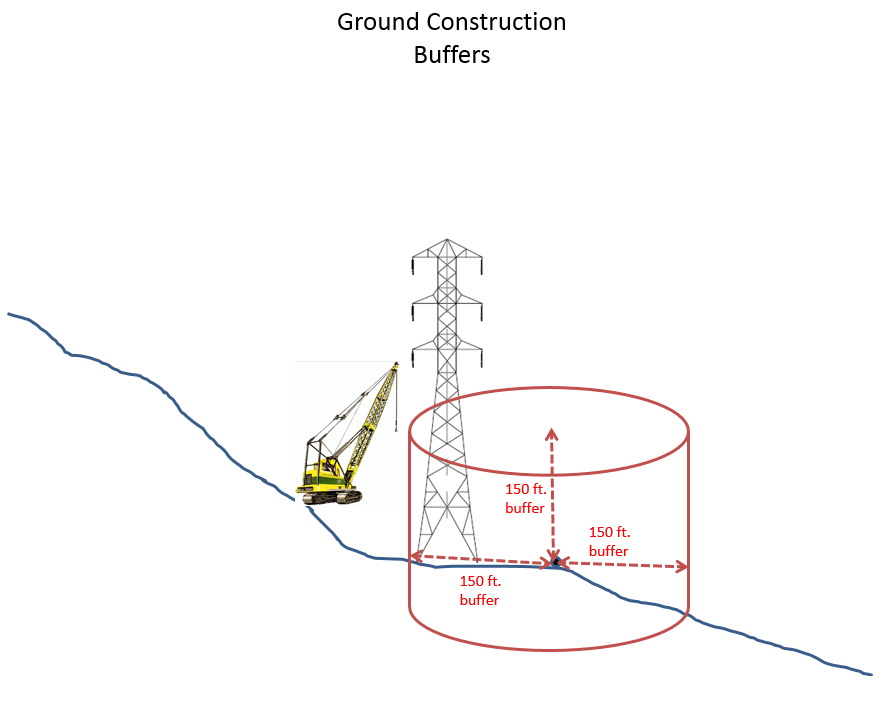 Ground Construction
Buffers
150 ft.
buffer
150 ft.
buffer
150 ft.
buffer